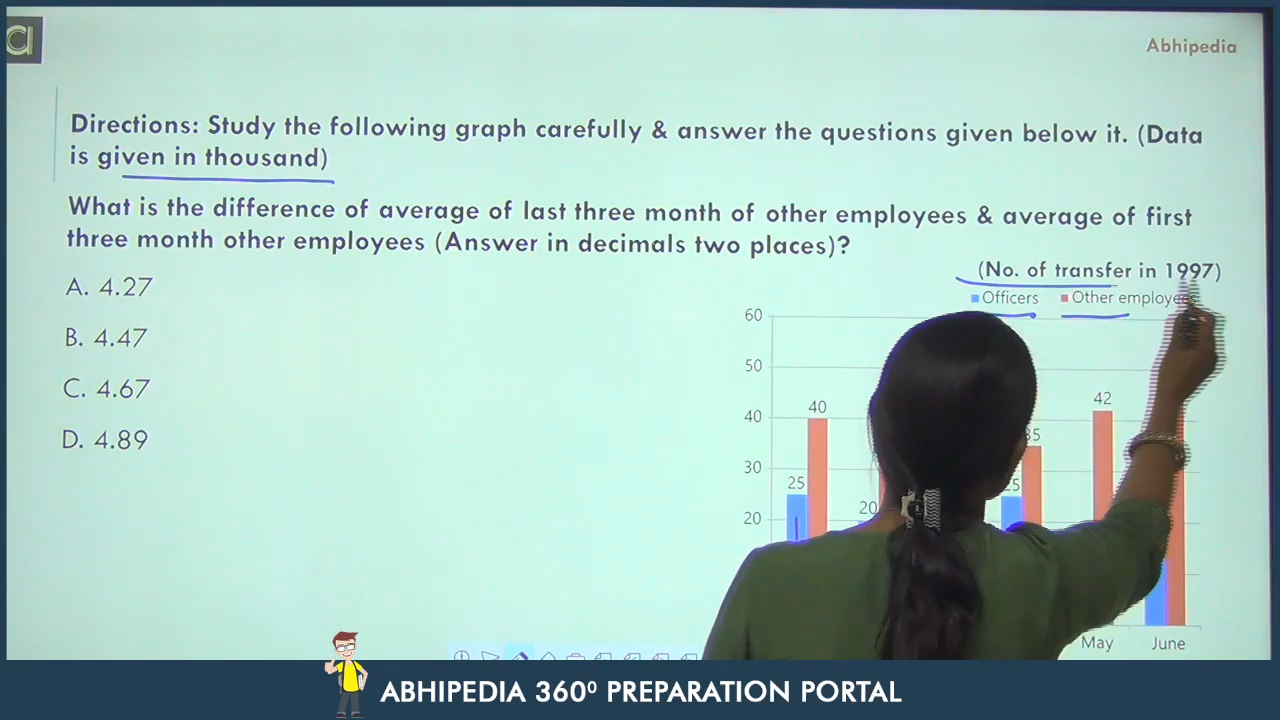 a
Abhipedia
Directions: Study the following graph carefully & answer the questions given below it. (Data
is given in thousand)
What is the difference of average of last three month of other employees & average of first
three month other employees (Answer in decimals two places)?
A. 4.27
B. 4.47
C. 4.67
D. 4.89
(No. of transfer in 1997)
Officers Other employees
60
50
40
30
20
40
25
20
35
25
42
May June
ABHIPEDIA 360⁰ PREPARATION PORTAL